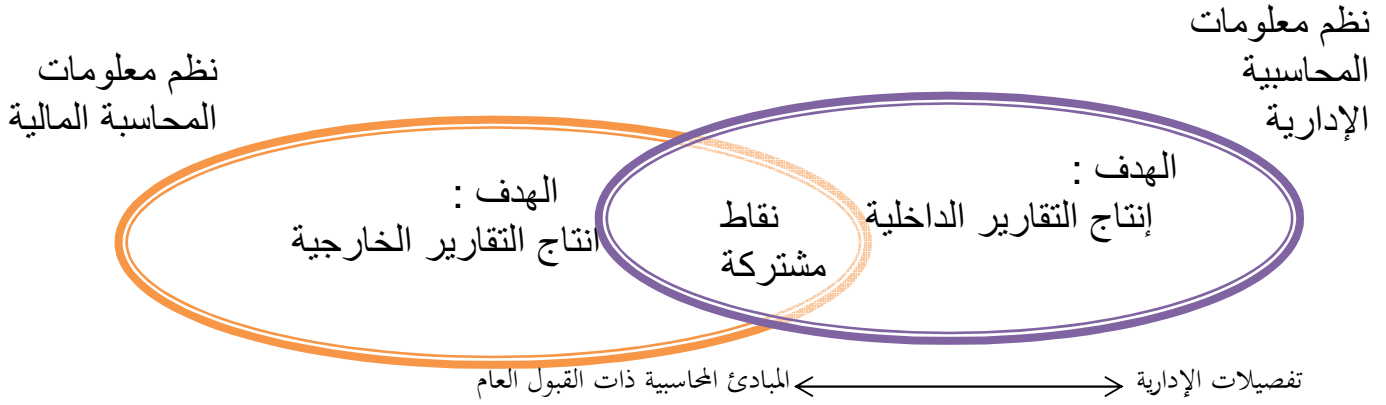 نظم معلومات
المحاسبية
الإدارية
نظم معلومات
المحاسبة المالية
الهدف :
إنتاج التقارير الداخلية
نقاط
مشتركة
الهدف :
انتاج التقارير الخارجية
تفصيلات الإدارية
المبادئ المحاسبية ذات القبول العام